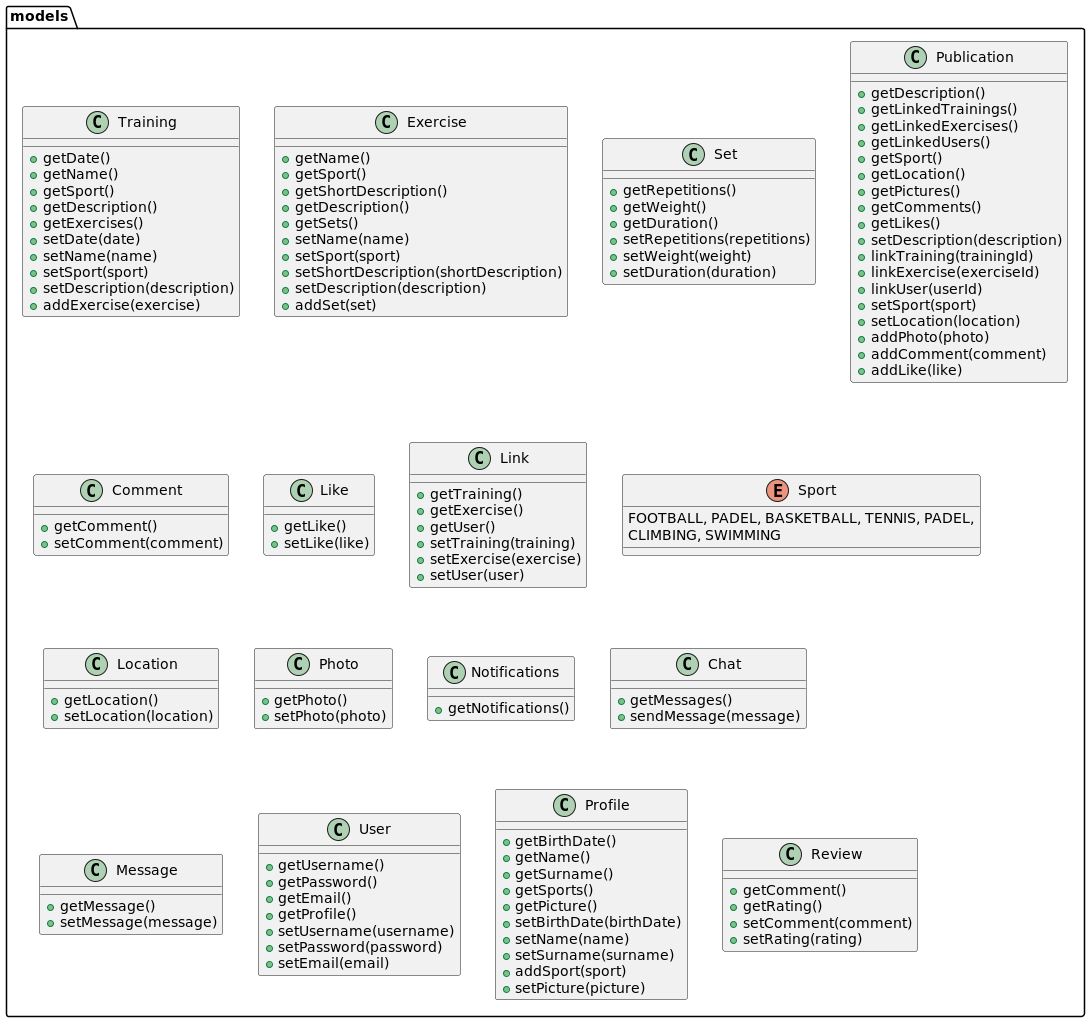 models
C Training
getDate()
getName()
getSport()
getDescription()
getExercises()
setDate(date)
setName(name)
setSport(sport)
setDescription(description)
addExercise(exercise)
C Exercise
getName()
getSport()
getShortDescription()
getDescription()
getSets()
setName(name)
setSport(sport)
setShortDescription(shortDescription)
setDescription(description)
addSet(set)
C Set
getRepetitions()
getWeight()
getDuration()
setRepetitions(repetitions)
setWeight(weight)
setDuration(duration)
C Publication
getDescription()
getLinkedTrainings()
getLinkedExercises()
getLinkedUsers()
getSport()
getLocation()
getPictures()
getComments()
getLikes()
setDescription(description)
linkTraining(trainingId)
linkExercise(exerciseId)
linkUser(userId)
setSport(sport)
setLocation(location)
addPhoto(photo)
addComment(comment)
addLike(like)
C Comment
getComment()
setComment(comment)
C Like
getLike()
setLike(like)
C Link
getTraining()
getExercise()
getUser()
setTraining(training)
setExercise(exercise)
setUser(user)
E Sport
FOOTBALL, PADEL, BASKETBALL, TENNIS, PADEL,
CLIMBING, SWIMMING
C Location
getLocation()
setLocation(location)
C Photo
getPhoto()
setPhoto(photo)
C Notifications
getNotifications()
C Chat
getMessages()
sendMessage(message)
C Message
getMessage()
setMessage(message)
C User
getUsername()
getPassword()
getEmail()
getProfile()
setUsername(username)
setPassword(password)
setEmail(email)
C Profile
getBirthDate()
getName()
getSurname()
getSports()
getPicture()
setBirthDate(birthDate)
setName(name)
setSurname(surname)
addSport(sport)
setPicture(picture)
C Review
getComment()
getRating()
setComment(comment)
setRating(rating)